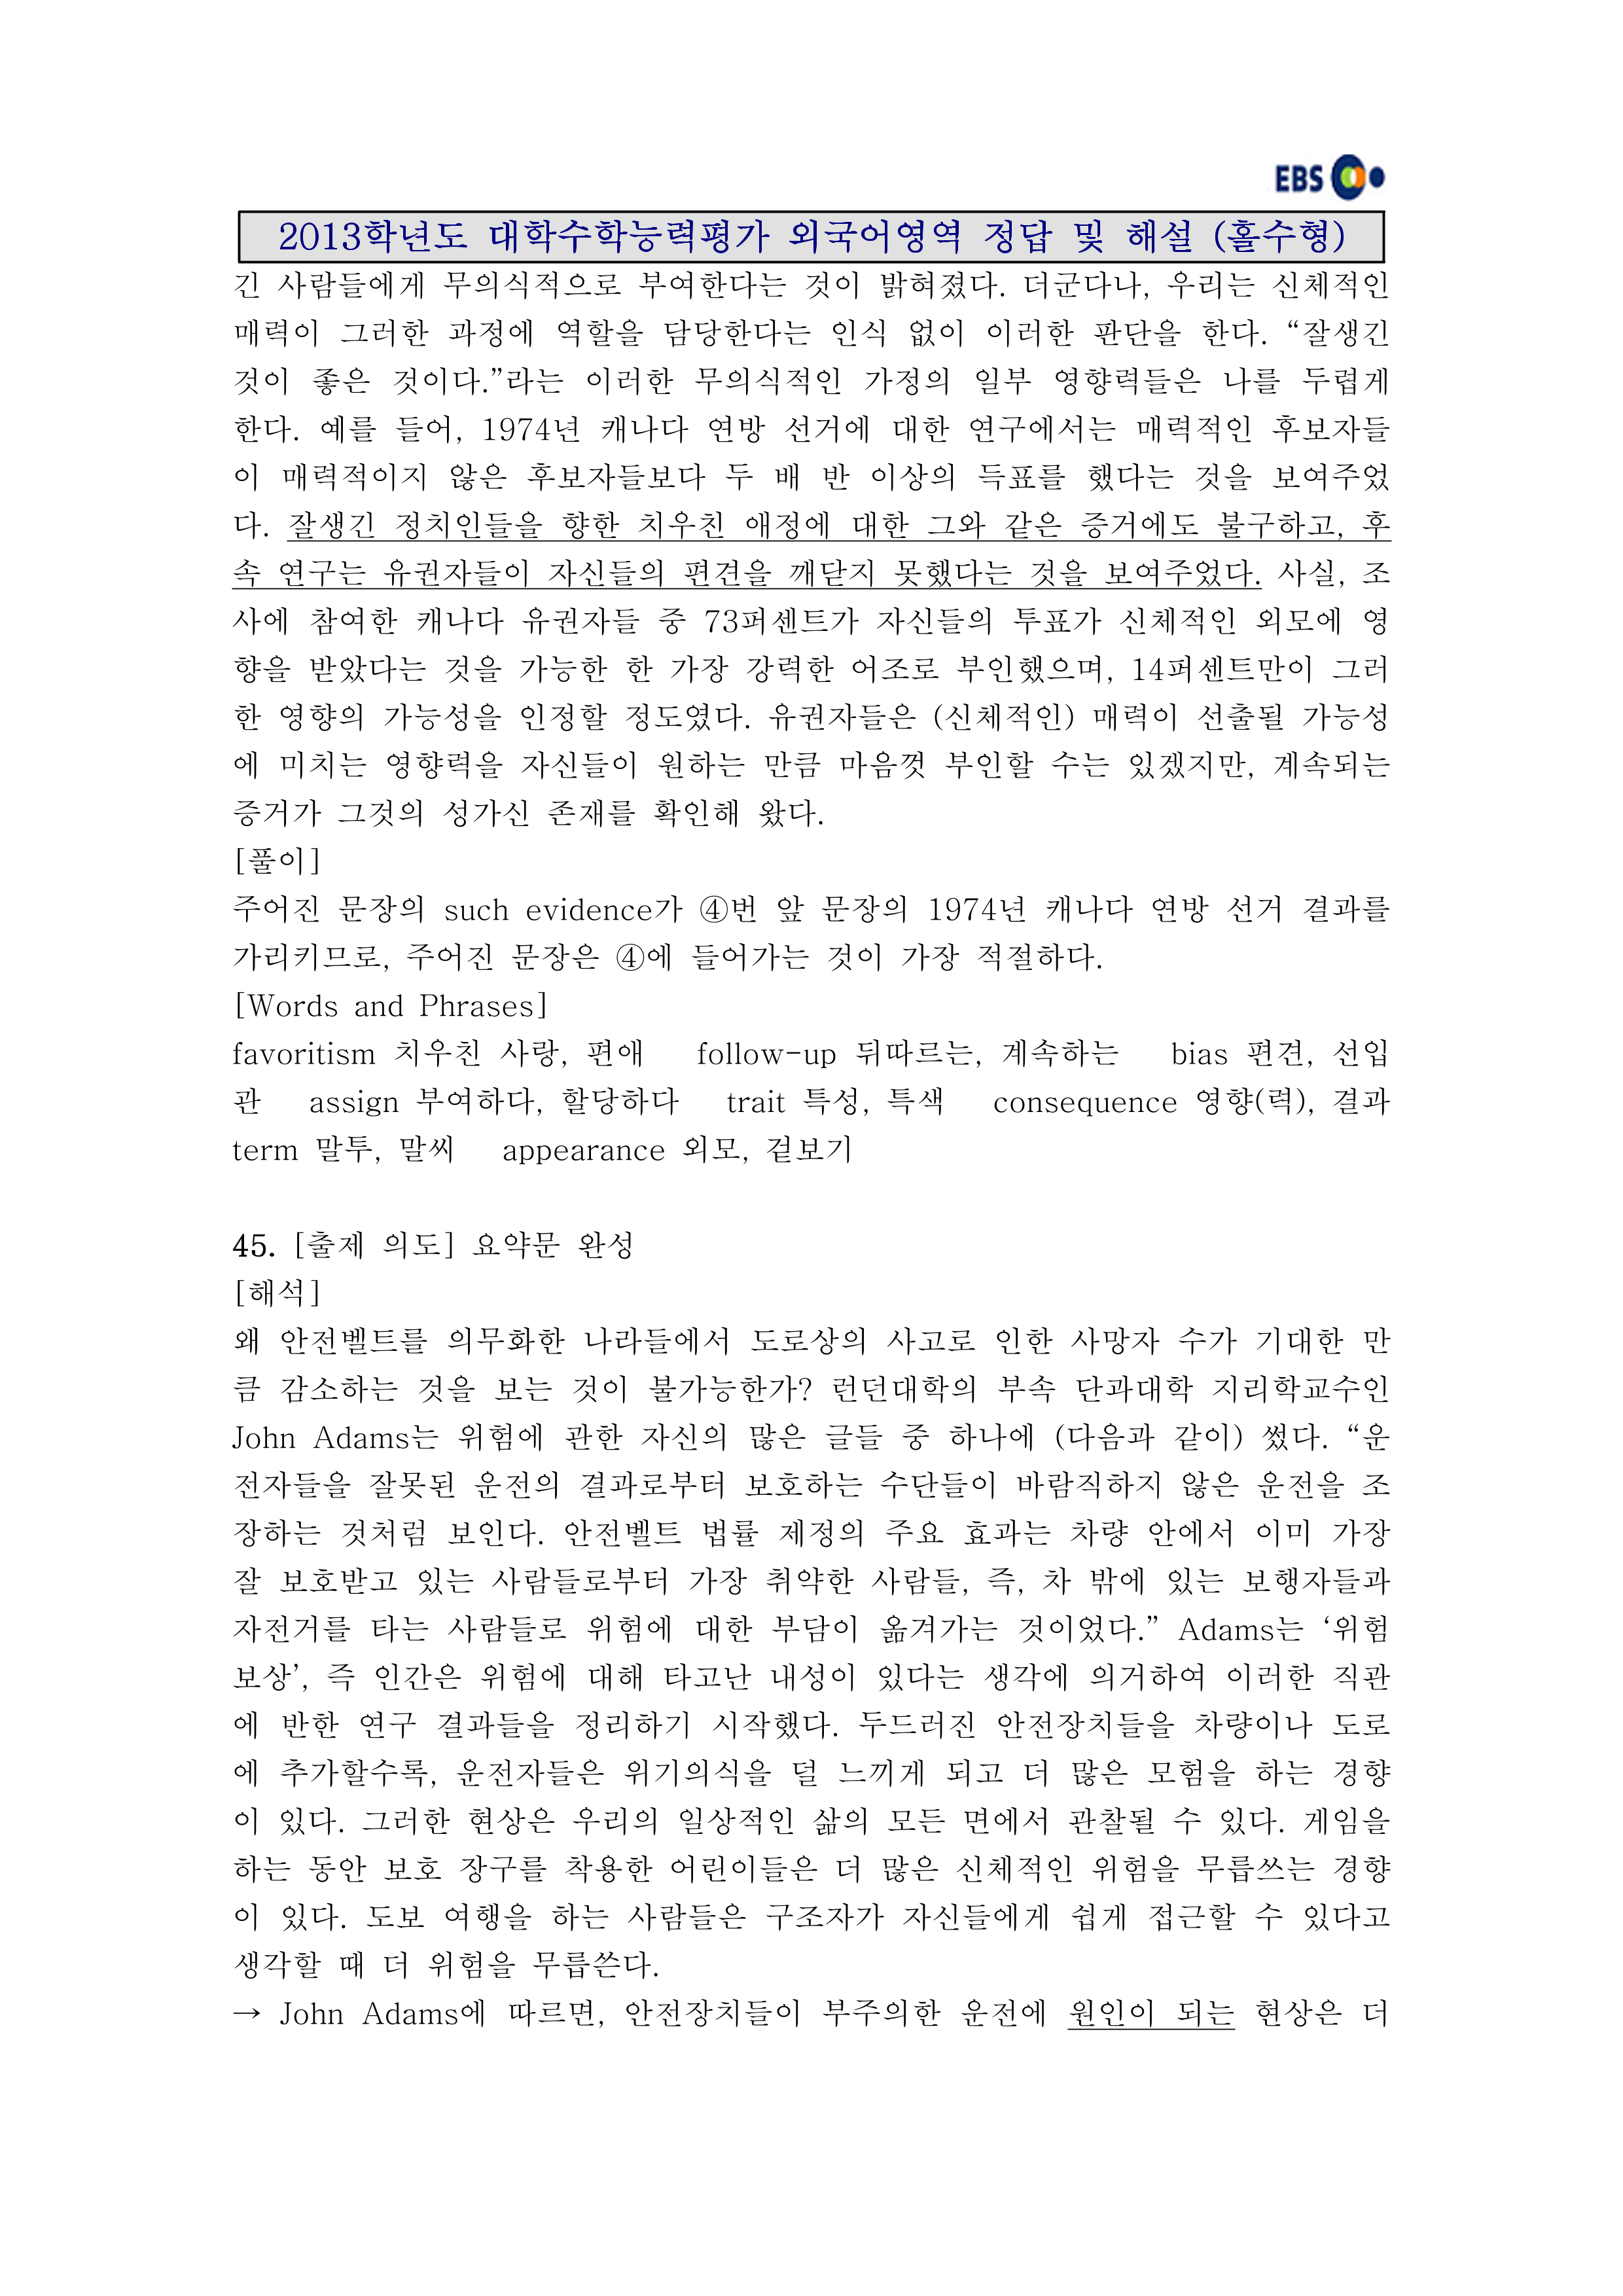 EBS
2013학년도 대학수학능력평가 외국어영역 정답 및 해설 (홀수형)
긴 사람들에게 무의식적으로 부여한다는 것이 밝혀졌다. 더군다나, 우리는 신체적인
매력이 그러한 과정에 역할을 담당한다는 인식 없이 이러한 판단을 한다. “잘생긴
것이 좋은 것이다.”라는 이러한 무의식적인 가정의 일부 영향력들은 나를 두렵게
한다. 예를 들어, 1974년 캐나다 연방 선거에 대한 연구에서는 매력적인 후보자들
이 매력적이지 않은 후보자들보다 두 배 반 이상의 득표를 했다는 것을 보여주었
다. 잘생긴 정치인들을 향한 치우친 애정에 대한 그와 같은 증거에도 불구하고, 후
속 연구는 유권자들이 자신들의 편견을 깨닫지 못했다는 것을 보여주었다. 사실, 조
사에 참여한 캐나다 유권자들 중 73퍼센트가 자신들의 투표가 신체적인 외모에 영
향을 받았다는 것을 가능한 한 가장 강력한 어조로 부인했으며, 14퍼센트만이 그러
한 영향의 가능성을 인정할 정도였다. 유권자들은 (신체적인) 매력이 선출될 가능성
에 미치는 영향력을 자신들이 원하는 만큼 마음껏 부인할 수는 있겠지만, 계속되는
증거가 그것의 성가신 존재를 확인해 왔다.
[풀이]
주어진 문장의 such evidence가 ④번 앞 문장의 1974년 캐나다 연방 선거 결과를
가리키므로, 주어진 문장은 ④에 들어가는 것이 가장 적절하다.
[Words and Phrases]
favoritism 치우친 사랑, 편애 follow-up 뒤따르는, 계속하는 bias 편견, 선입
관 assign 부여하다, 할당하다 trait 특성, 특색 consequence 영향(력), 결과
term 말투, 말씨 appearance 외모, 겉보기
45. [출제 의도] 요약문 완성
[해석]
왜 안전벨트를 의무화한 나라들에서 도로상의 사고로 인한 사망자 수가 기대한 만
큼 감소하는 것을 보는 것이 불가능한가? 런던대학의 부속 단과대학 지리학교수인
John Adams는 위험에 관한 자신의 많은 글들 중 하나에 (다음과 같이) 썼다. “운
전자들을 잘못된 운전의 결과로부터 보호하는 수단들이 바람직하지 않은 운전을 조
장하는 것처럼 보인다. 안전벨트 법률 제정의 주요 효과는 차량 안에서 이미 가장
잘 보호받고 있는 사람들로부터 가장 취약한 사람들, 즉, 차 밖에 있는 보행자들과
자전거를 타는 사람들로 위험에 대한 부담이 옮겨가는 것이었다.” Adams는 ‘위험
보상’, 즉 인간은 위험에 대해 타고난 내성이 있다는 생각에 의거하여 이러한 직관
에 반한 연구 결과들을 정리하기 시작했다. 두드러진 안전장치들을 차량이나 도로
에 추가할수록, 운전자들은 위기의식을 덜 느끼게 되고 더 많은 모험을 하는 경향
이 있다. 그러한 현상은 우리의 일상적인 삶의 모든 면에서 관찰될 수 있다. 게임을
하는 동안 보호 장구를 착용한 어린이들은 더 많은 신체적인 위험을 무릅쓰는 경향
이 있다. 도보 여행을 하는 사람들은 구조자가 자신들에게 쉽게 접근할 수 있다고
생각할 때 더 위험을 무릅쓴다.
→ John Adams에 따르면, 안전장치들이 부주의한 운전에 원인이 되는 현상은 더